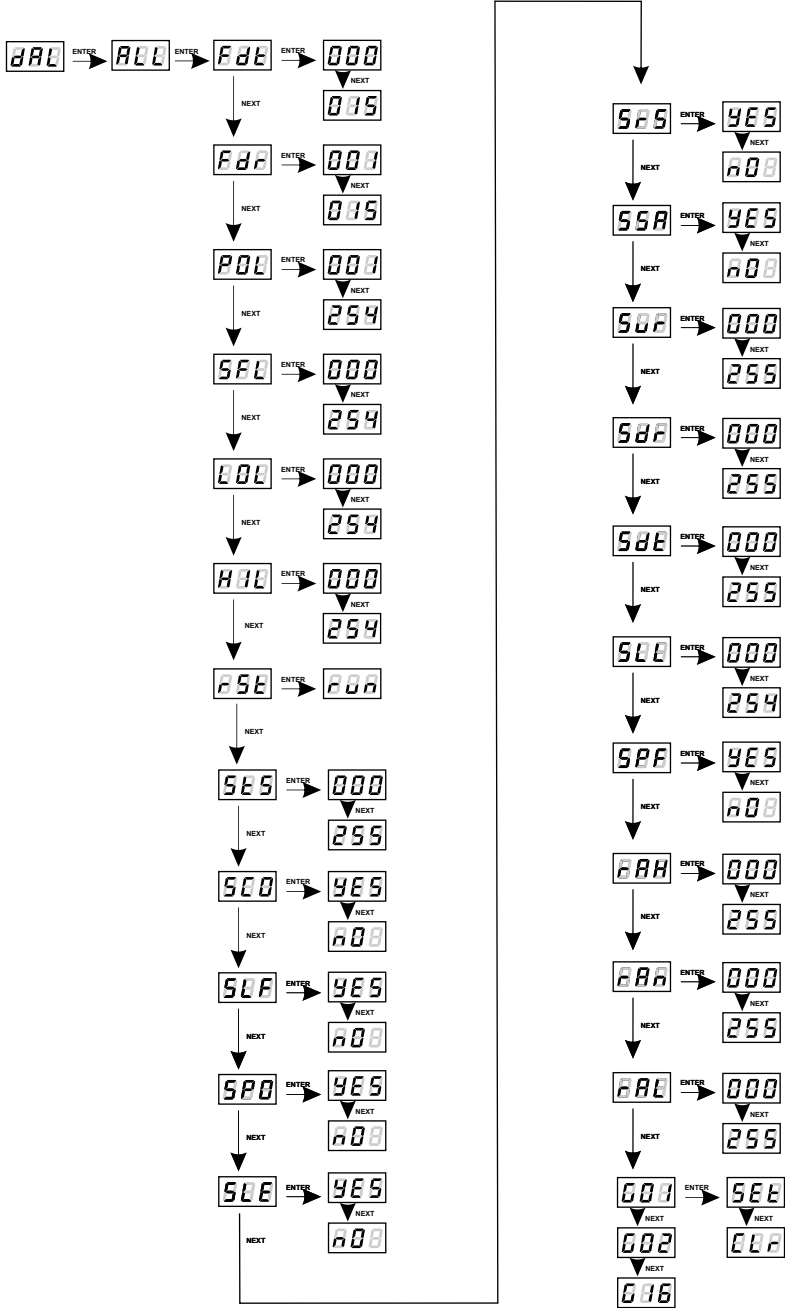 dAL ENTER ALL ENTER Fdt ENTER 000
NEXT
NEXT
015
Fdr ENTER 001
NEXT
NEXT
015
POL ENTER 001
NEXT
NEXT
254
SFL ENTER 000
NEXT
NEXT
254
LOL ENTER 000
NEXT
NEXT
254
HIL ENTER 000
NEXT
NEXT
254
rSt ENTER run
NEXT
StS ENTER 000
NEXT
NEXT
255
SCO ENTER YES
NEXT
NEXT
nO
SLF ENTER YES
NEXT
NEXT
nO
SPO ENTER YES
NEXT
NEXT
nO
SLE ENTER YES
NEXT
NEXT
nO
SrS ENTER YES
NEXT
NEXT
nO
SSA ENTER YES
NEXT
NEXT
nO
Sur ENTER 000
NEXT
NEXT
255
Sdr ENTER 000
NEXT
NEXT
255
Sdt ENTER 000
NEXT
NEXT
255
SLL ENTER 000
NEXT
NEXT
254
SPF ENTER YES
NEXT
NEXT
nO
rAH ENTER 000
NEXT
NEXT
255
rAn ENTER 000
NEXT
NEXT
255
rAL ENTER 000
NEXT
NEXT
255
G01 ENTER SEt
NEXT NEXT
G02 CLr
NEXT
G16